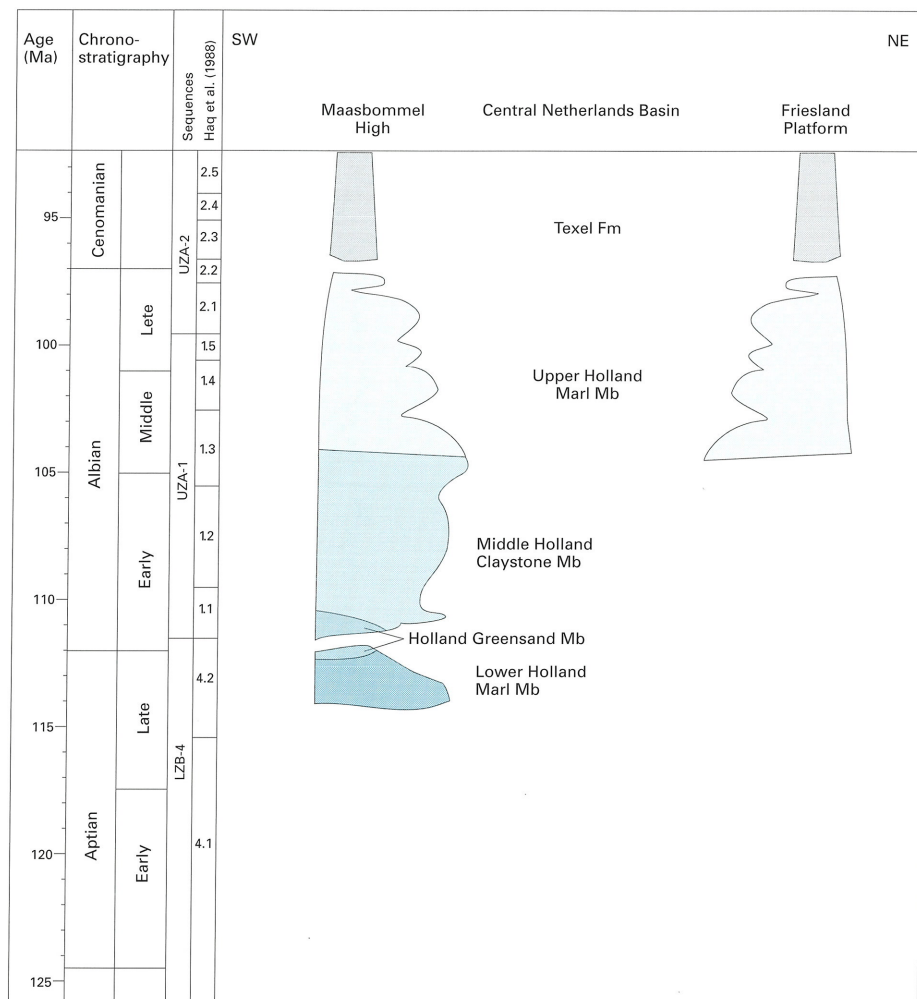 Age
(Ma)
Chrono-
stratigraphy
Sequences
Haq et al. (1988)
SW
NE
Maasbommel
High
Central Netherlands Basin
Friesland
Platform
Cenomanian
Albian
Aptian
Lete
Middle
Early
Late
Early
UZA-2
UZA-1
LZB-4
2.5
2.4
2.3
2.2
2.1
1.5
1.4
1.3
1.2
1.1
4.2
4.1
95
100
105
110
115
120
125
Texel Fm
Upper Holland
Marl Mb
Middle Holland
Claystone Mb
Holland Greensand Mb
Lower Holland
Marl Mb